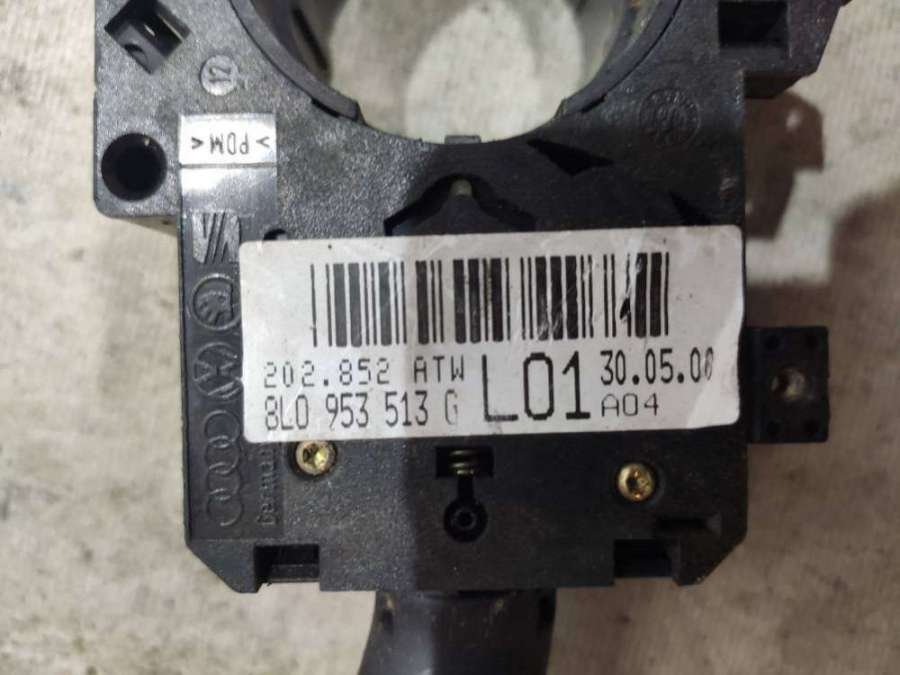 >POM<
202.852 ATW
8L0 953 513 G
L01
30.05.00
A04